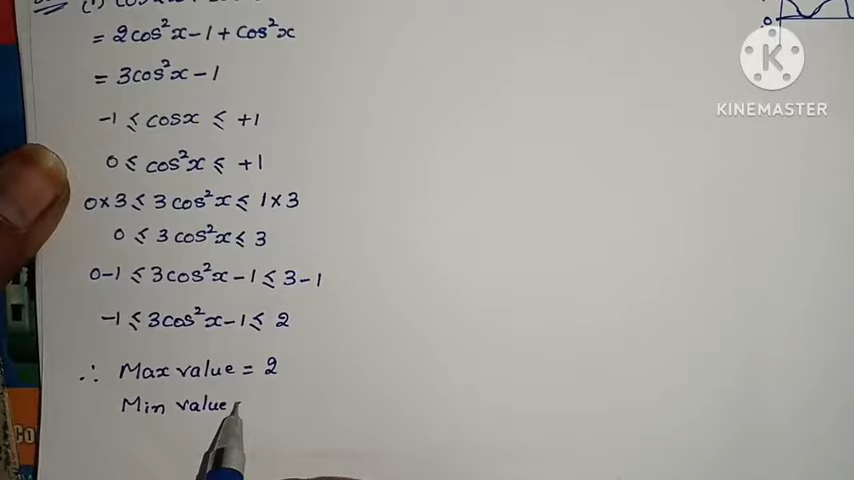 = 2cos²x-1 + cos²x
= 3cos²x - 1
-1 ≤ cosx ≤ +1
0 ≤ cos²x ≤ +1
0×3 ≤ 3cos²x ≤ 1×3
0 ≤ 3cos²x ≤ 3
0-1 ≤ 3cos²x-1 ≤ 3-1
-1 ≤ 3cos²x-1 ≤ 2
∴ Max value = 2
Min value
0
KINEMASTER